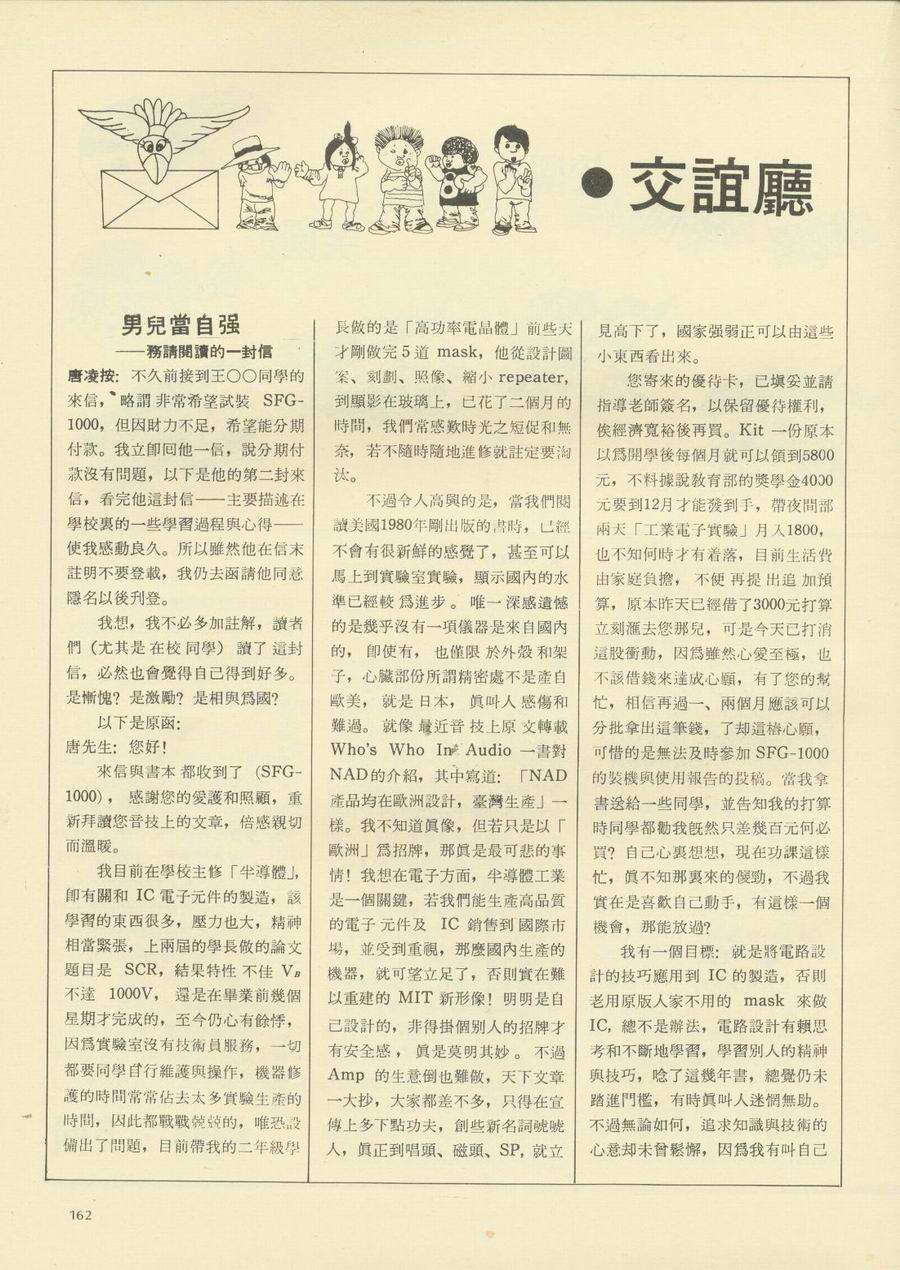 ●交誼廳
男兒當自强
——務請閱讀的一封信
唐凌按：不久前接到王〇〇同學的
來信，略謂非常希望試裝 SFG-
1000，但因財力不足，希望能分期
付款。我立卽囘他一信，說分期付
款沒有問題，以下是他的第二封來
信，看完他這封信——主要描述在
學校裏的一些學習過程與心得——
使我感動良久。所以雖然他在信末
註明不要登載，我仍去函請他同意
隱名以後刋登。
我想，我不必多加註解，讀者
們（尤其是在校同學）讀了這封
信，必然也會覺得自己得到好多。
是慚愧？是激勵？是相與爲國？
以下是原函：
唐先生：您好！
來信與書本都收到了（SFG-
1000），感謝您的愛護和照顧，重
新拜讀您音技上的文章，倍感親切
而溫暖。
我目前在學校主修「半導體」，
卽有關和 IC 電子元件的製造，該
學習的東西很多，壓力也大，精神
相當緊張，上兩屆的學長做的論文
題目是 SCR，結果特性不佳 VB
不達 1000V，還是在畢業前幾個
星期才完成的，至今仍心有餘悸，
因爲實驗室沒有技術員服務，一切
都要同學自行維護與操作，機器修
護的時間常常佔去太多實驗生產的
時間，因此都戰戰兢兢的，唯恐設
備出了問題，目前帶我的二年級學
長做的是「高功率電晶體」前些天
才剛做完 5 道 mask，他從設計圖
案、刻劃、照像、縮小 repeater,
到顯影在玻璃上，已花了二個月的
時間，我們常感歎時光之短促和無
奈，若不隨時隨地進修就註定要淘
汰。
不過令人高興的是，當我們閱
讀美國1980年剛出版的書時，已經
不會有很新鮮的感覺了，甚至可以
馬上到實驗室實驗，顯示國內的水
準已經較爲進步。唯一深感遺憾
的是幾乎沒有一項儀器是來自國內
的，卽使有，也僅限於外殼和架
子，心臟部份所謂精密處不是產自
歐美，就是日本，眞叫人感傷和
難過。就像最近音技上原文轉載
Who's Who In Audio 一書對
NAD的介紹，其中寫道：「NAD
產品均在歐洲設計，臺灣生產」一
樣。我不知道眞像，但若只是以「
歐洲」爲招牌，那眞是最可悲的事
情！我想在電子方面，半導體工業
是一個關鍵，若我們能生產高品質
的電子元件及 IC 銷售到國際市
場，並受到重視，那麼國內生產的
機器，就可望立足了，否則實在難
以重建的 MIT 新形像！明明是自
己設計的，非得掛個別人的招牌才
有安全感，眞是莫明其妙。不過
Amp 的生意倒也難做，天下文章
一大抄，大家都差不多，只得在宣
傳上多下點功夫，創些新名詞唬唬
人，眞正到唱頭、磁頭、SP，就立
見高下了，國家强弱正可以由這些
小東西看出來。
您寄來的優待卡，已塡妥並請
指導老師簽名，以保留優待權利，
俟經濟寬裕後再買。Kit 一份原本
以爲開學後每個月就可以領到5800
元，不料據說教育部的獎學金4000
元要到12月才能發到手，帶夜間部
兩天「工業電子實驗」月入1800，
也不知何時才有着落，目前生活費
由家庭負擔，不便再提出追加預
算，原本昨天已經借了3000元打算
立刻滙去您那兒，可是今天已打消
這股衝動，因爲雖然心愛至極，也
不該借錢來達成心願，有了您的幫
忙，相信再過一、兩個月應該可以
分批拿出這筆錢，了却這樁心願，
可惜的是無法及時參加 SFG-1000
的裝機與使用報告的投稿。當我拿
書送給一些同學，並告知我的打算
時同學都勸我旣然只差幾百元何必
買？自己心裏想想，現在功課這樣
忙，眞不知那裏來的傻勁，不過我
實在是喜歡自己動手，有這樣一個
機會，那能放過？
我有一個目標：就是將電路設
計的技巧應用到 IC 的製造，否則
老用原版人家不用的 mask 來做
IC，總不是辦法，電路設計有賴思
考和不斷地學習，學習別人的精神
與技巧，唸了這幾年書，總覺仍未
踏進門檻，有時眞叫人迷惘無助。
不過無論如何，追求知識與技術的
心意却未曾鬆懈，因爲我有叫自己
162